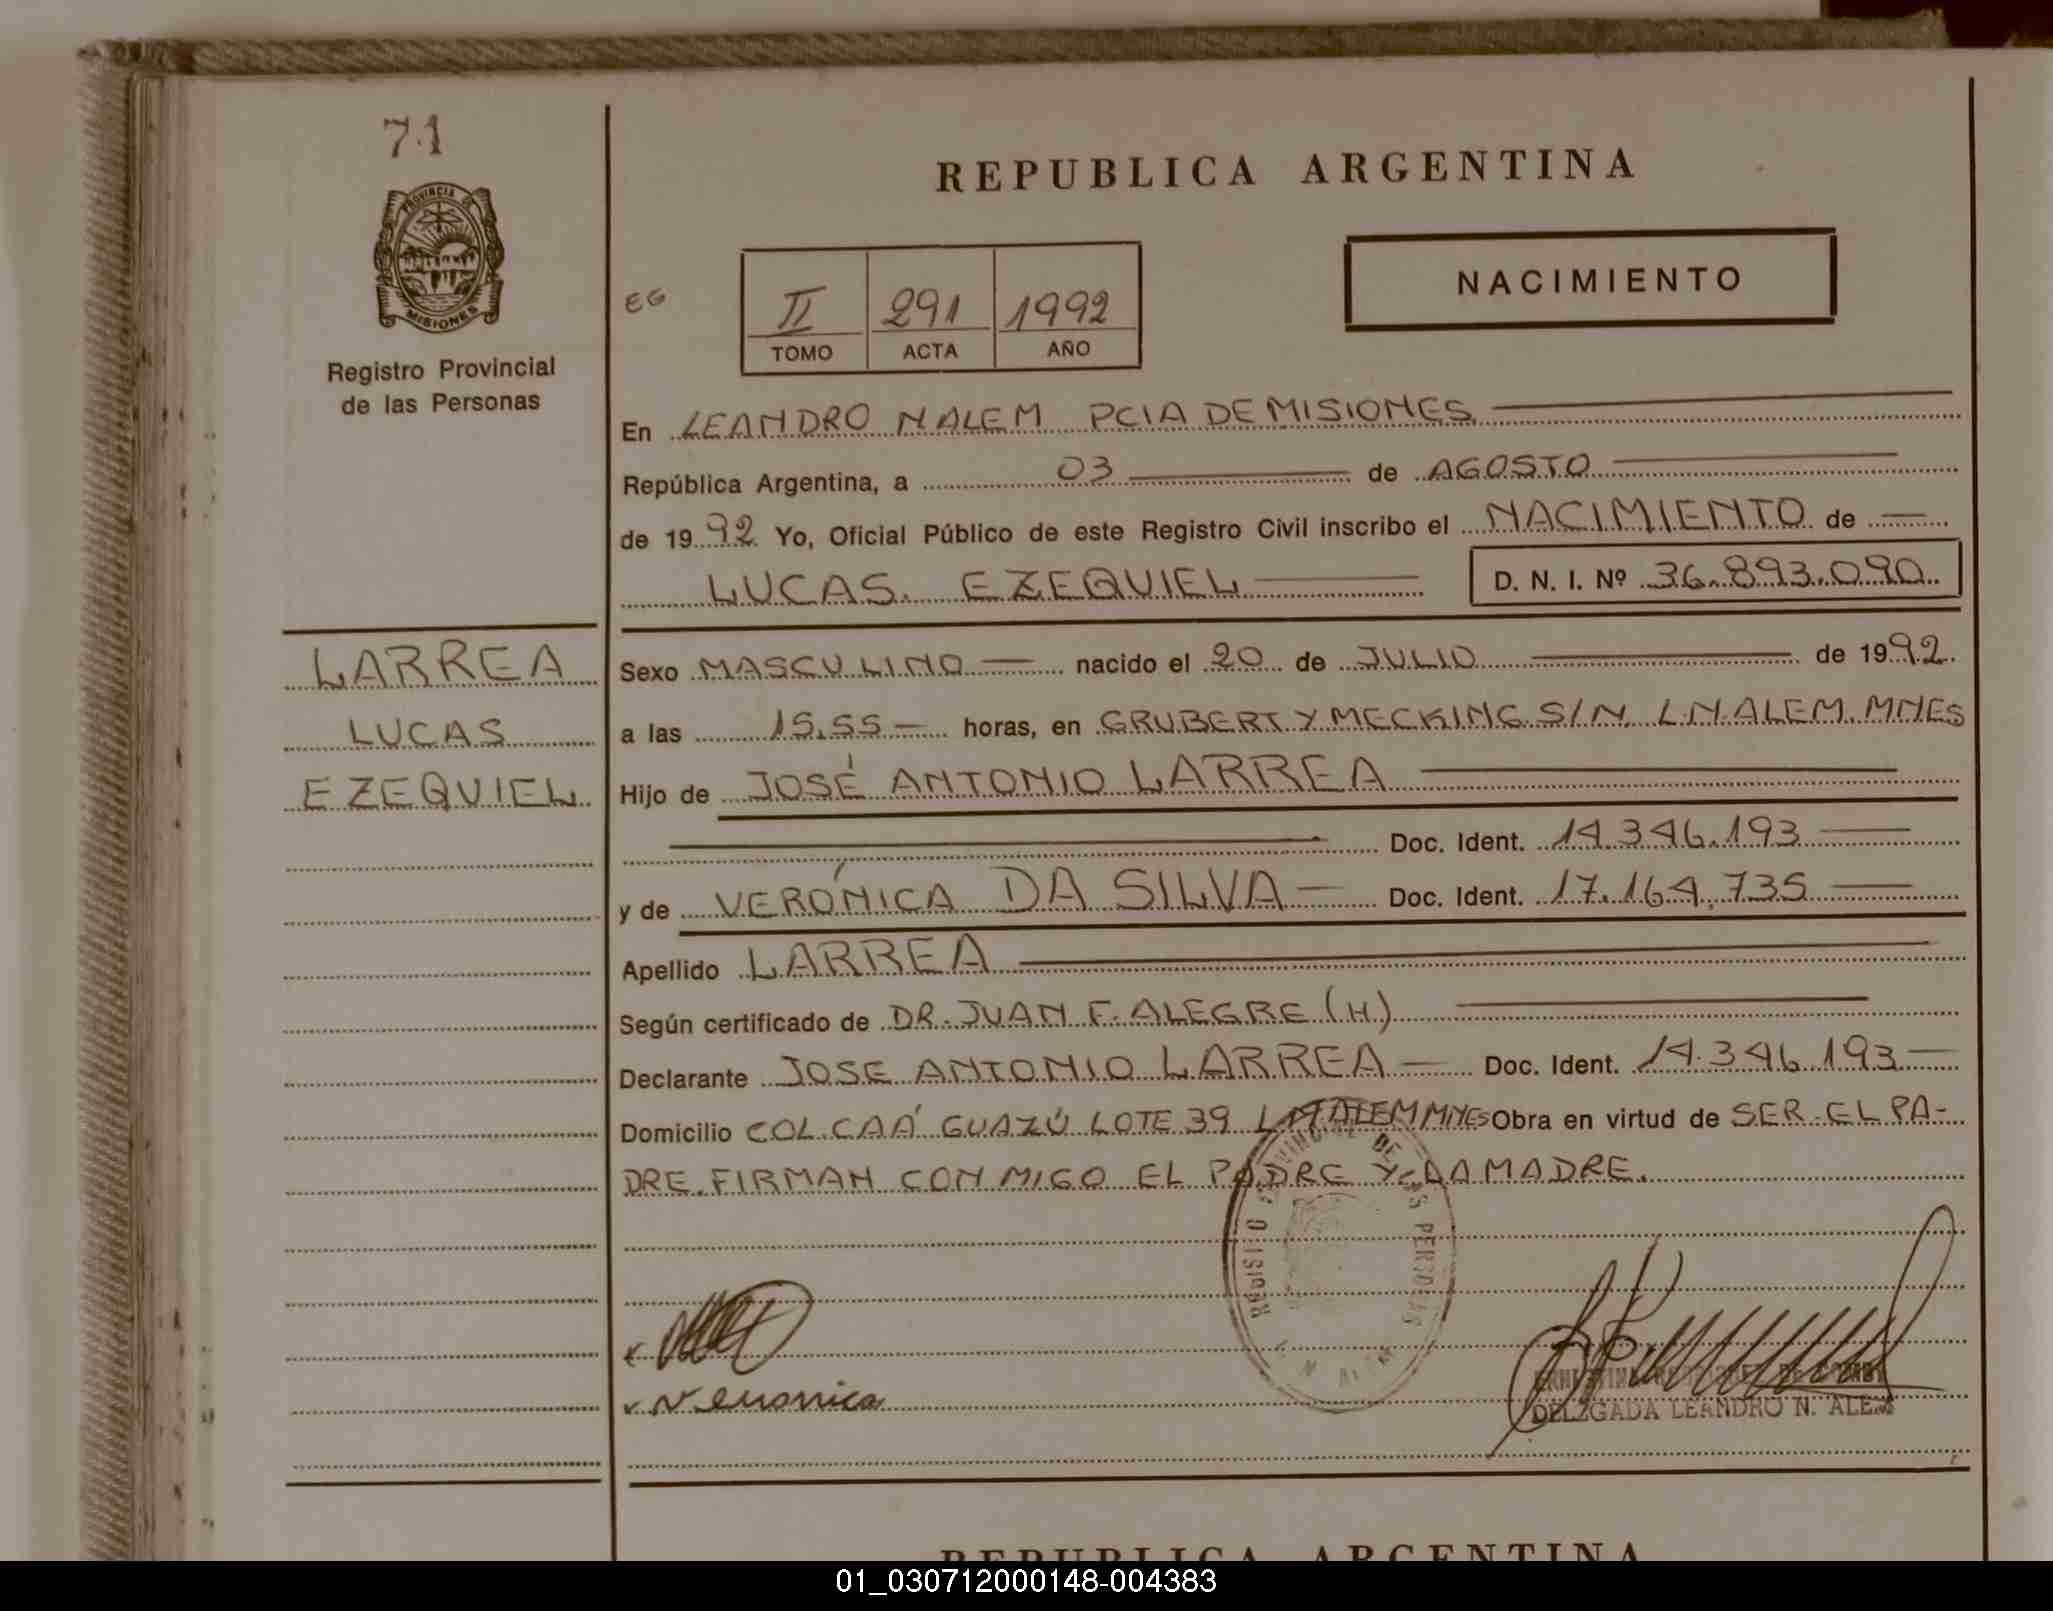 71
PROVINCIA DE
MISIONES
Registro Provincial
de las Personas
REPUBLICA ARGENTINA
NACIMIENTO
EG
II 291 1992
TOMO ACTA AÑO
En LEANDRO N ALEM PCIA DE MISIONES
República Argentina, a 03 de AGOSTO
de 1992 Yo, Oficial Público de este Registro Civil inscribo el NACIMIENTO de
LUCAS EZEQUIEL D. N. I. Nº 36.893.090
LARREA
LUCAS
EZEQUIEL
Sexo MASCULINO nacido el 20 de JULIO de 1992
a las 15.55 horas, en GRUBERT Y MECKING S/N. L.N.ALEM. MNES
Hijo de JOSÉ ANTONIO LARREA
Doc. Ident. 14.346.193
y de VERÓNICA DA SILVA Doc. Ident. 17.164.735
Apellido LARREA
Según certificado de DR. JUAN F. ALEGRE (H)
Declarante JOSE ANTONIO LARREA Doc. Ident. 14.346.193
Domicilio COL. CAÁ GUAZÚ LOTE 39 L N ALEM MNES Obra en virtud de SER EL PA-
DRE. FIRMAN CONMIGO EL PADRE Y LA MADRE.
Veronica
DELEGADA LEANDRO N. ALEM
REPUBLICA ARGENTINA
01_030712000148-004383